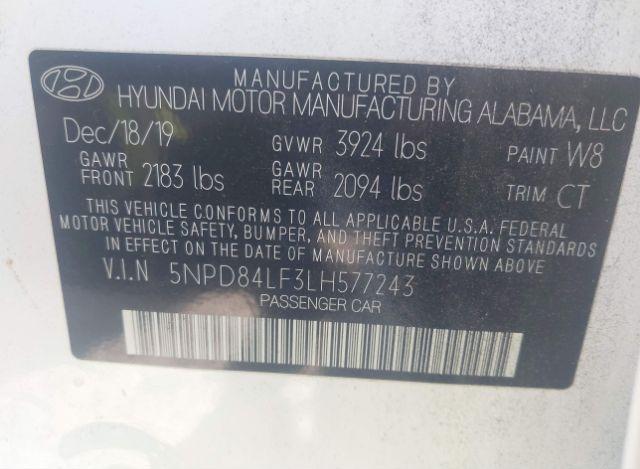 MANUFACTURED BY
HYUNDAI MOTOR MANUFACTURING ALABAMA, LLC
Dec/18/19 GVWR 3924 lbs PAINT W8
GAWR FRONT 2183 lbs GAWR REAR 2094 lbs TRIM CT
THIS VEHICLE CONFORMS TO ALL APPLICABLE U.S.A. FEDERAL
MOTOR VEHICLE SAFETY, BUMPER, AND THEFT PREVENTION STANDARDS
IN EFFECT ON THE DATE OF MANUFACTURE SHOWN ABOVE
V.I.N 5NPD84LF3LH577243
PASSENGER CAR